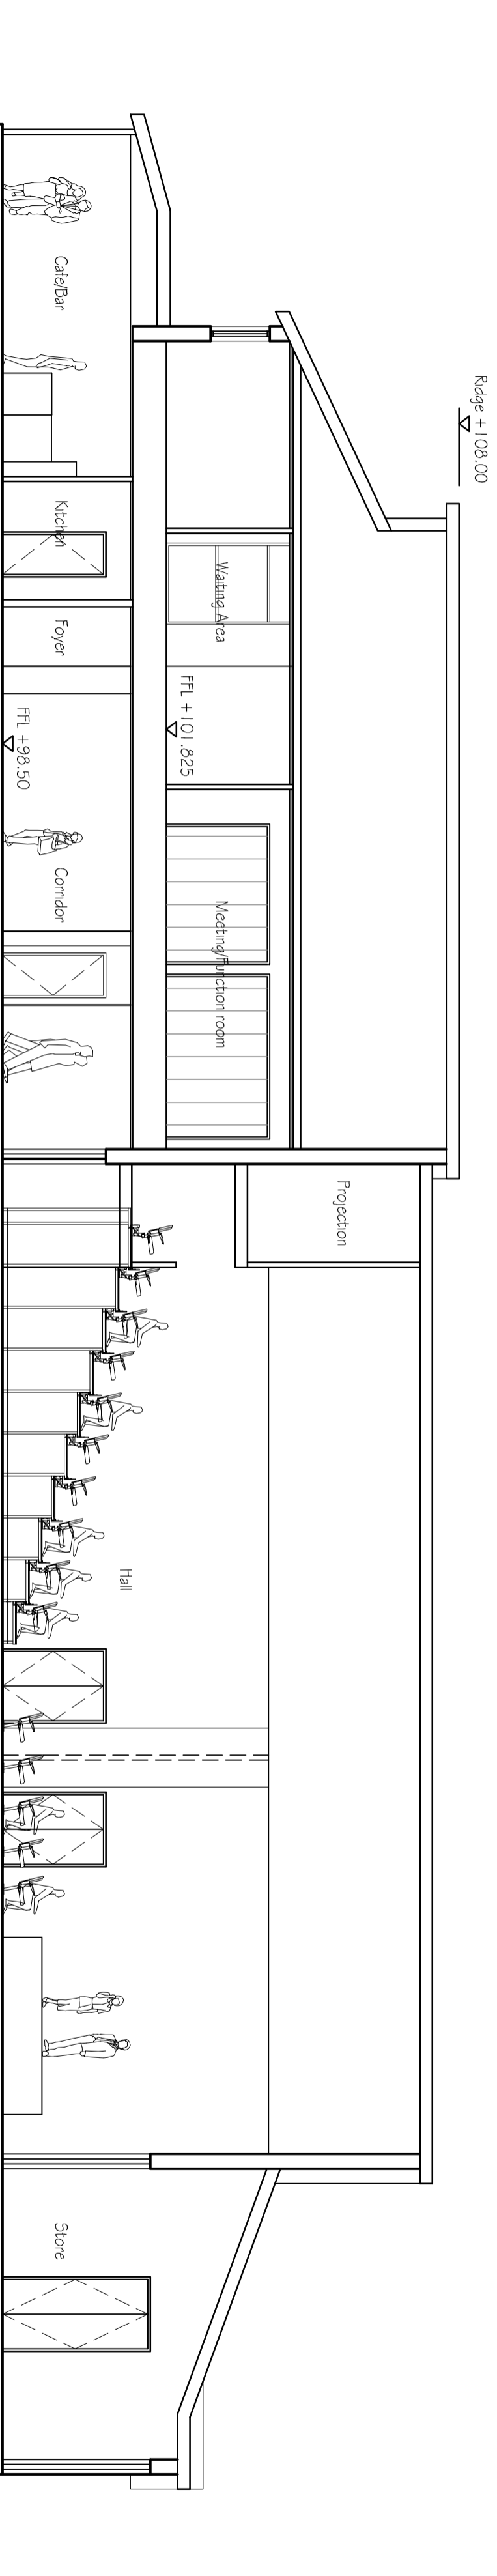 Ridge +108.00
Waiting Area
FFL +101.825
Meeting/Function room
Projection
Cafe/Bar
Kitchen
Foyer
FFL +98.50
Corridor
Hall
Store